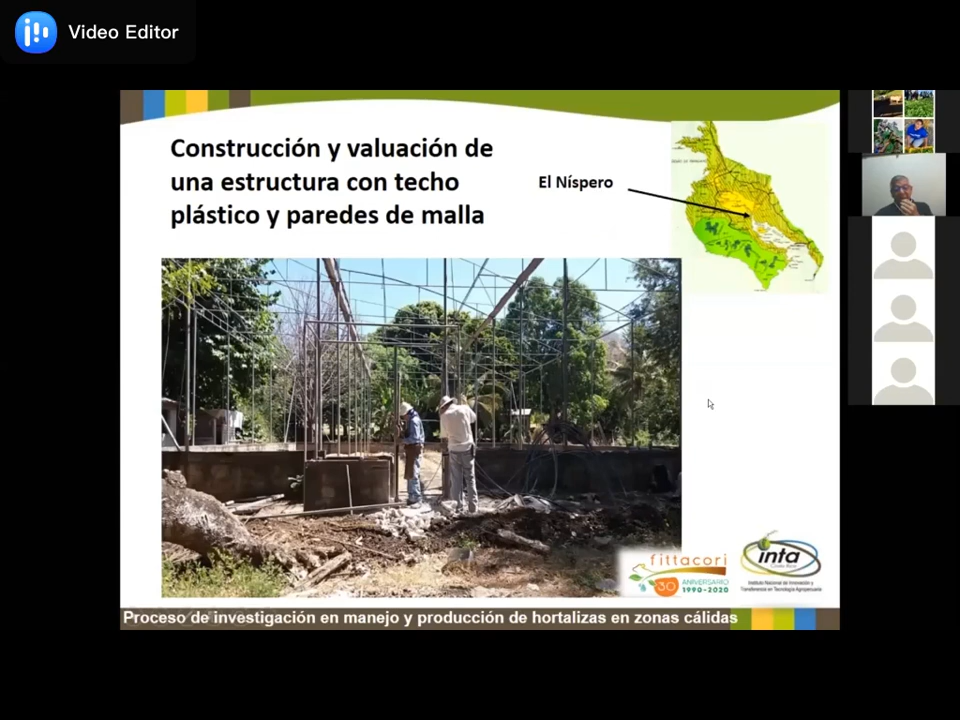 Video Editor
Construcción y valuación de
una estructura con techo
plástico y paredes de malla
El Níspero
fittacori
30 ANIVERSARIO
1990-2020
inta
Costa Rica
Instituto Nacional de Innovación y
Transferencia en Tecnología Agropecuaria
Proceso de investigación en manejo y producción de hortalizas en zonas cálidas